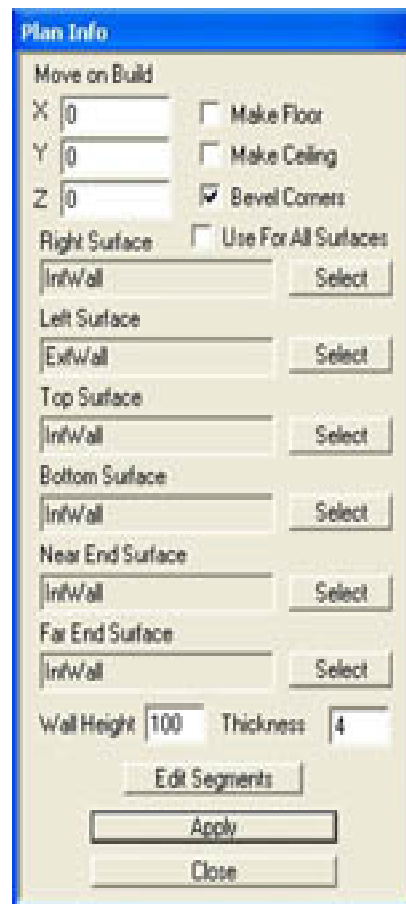 Plan Info
Move on Build
X 0 Make Floor
Y 0 Make Ceiling
Z 0 Bevel Corners
Right Surface Use For All Surfaces
IntWall Select
Left Surface
ExtWall Select
Top Surface
IntWall Select
Bottom Surface
IntWall Select
Near End Surface
IntWall Select
Far End Surface
IntWall Select
Wall Height 100 Thickness 4
Edit Segments
Apply
Close